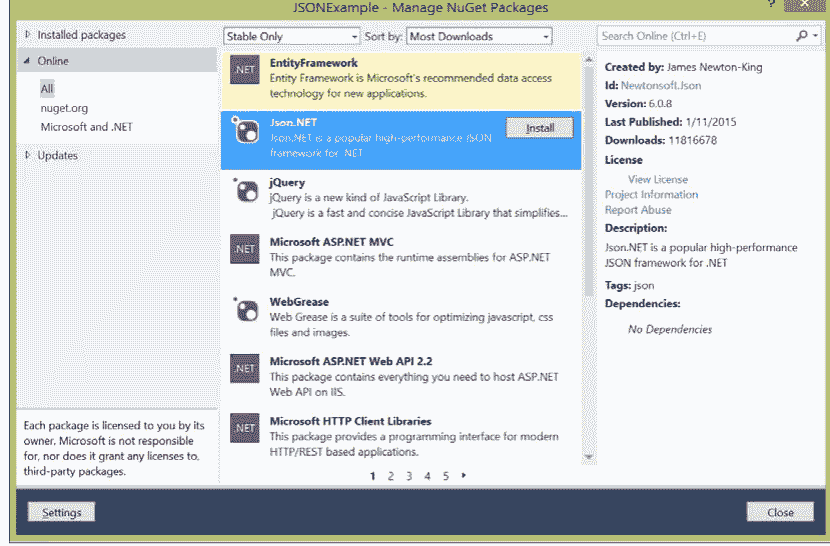 JSONExample - Manage NuGet Packages
?
Installed packages
Online
All
nuget.org
Microsoft and .NET
Updates
Each package is licensed to you by its
owner. Microsoft is not responsible
for, nor does it grant any licenses to,
third-party packages.
Stable Only
Sort by: Most Downloads
.NET
EntityFramework
Entity Framework is Microsoft's recommended data access
technology for new applications.
Json.NET
Json.NET is a popular high-performance JSON
framework for .NET
Install
jQuery
jQuery is a new kind of JavaScript Library.
jQuery is a fast and concise JavaScript Library that simplifies...
.NET
Microsoft ASP.NET MVC
This package contains the runtime assemblies for ASP.NET
MVC.
WebGrease
Web Grease is a suite of tools for optimizing javascript, css
files and images.
.NET
Microsoft ASP.NET Web API 2.2
This package contains everything you need to host ASP.NET
Web API on IIS.
.NET
Microsoft HTTP Client Libraries
This package provides a programming interface for modern
HTTP/REST based applications.
1 2 3 4 5
Search Online (Ctrl+E)
Created by: James Newton-King
Id: Newtonsoft.Json
Version: 6.0.8
Last Published: 1/11/2015
Downloads: 11816678
License
View License
Project Information
Report Abuse
Description:
Json.NET is a popular high-performance
JSON framework for .NET
Tags: json
Dependencies:
No Dependencies
Settings
Close